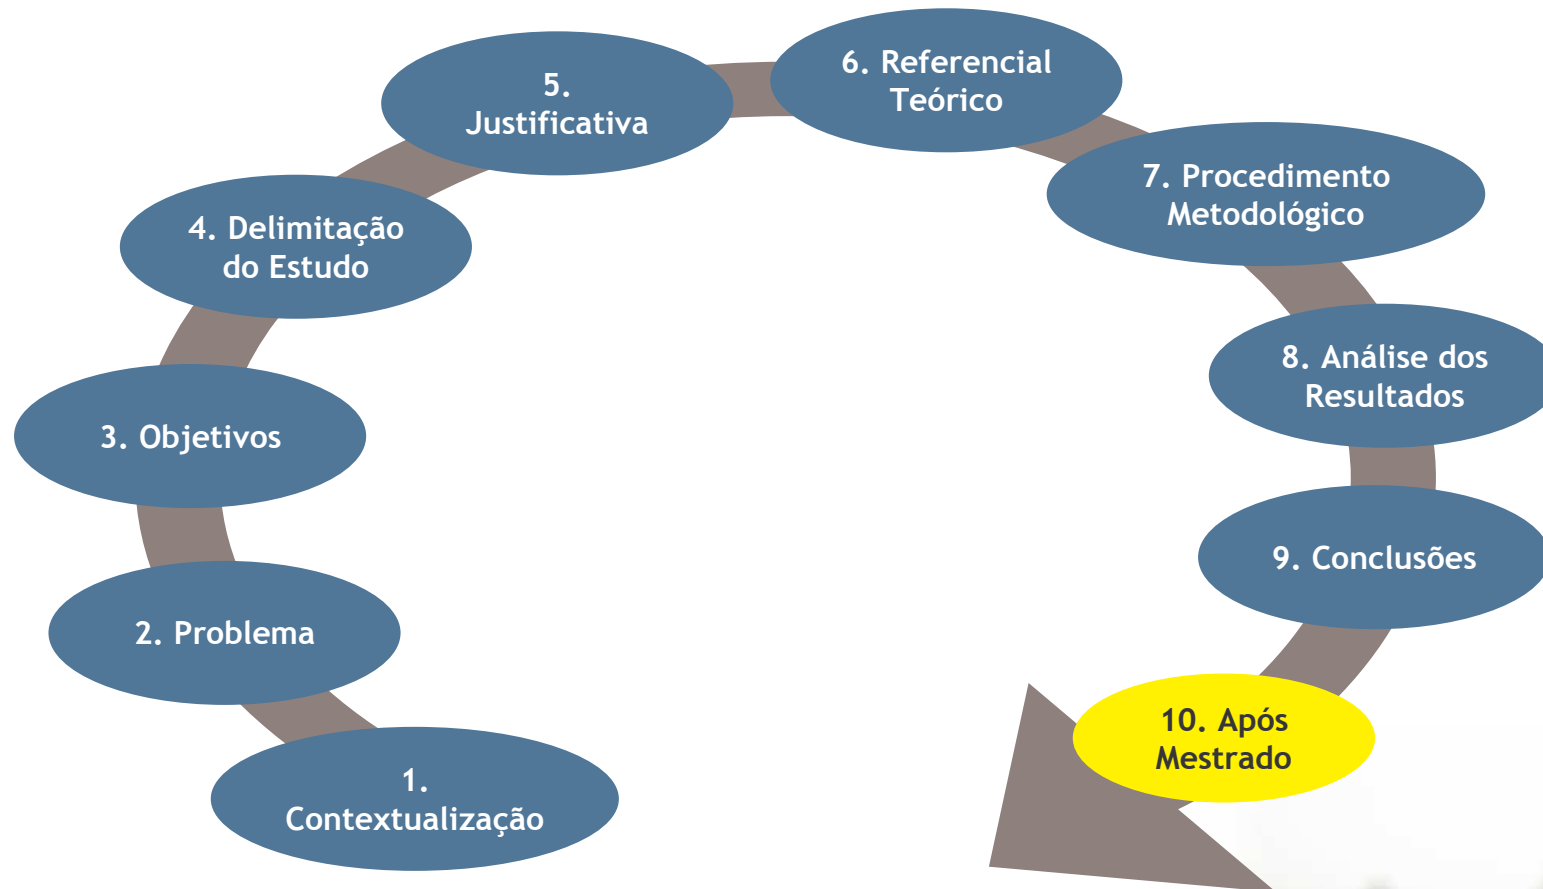 1.
Contextualização
2. Problema
3. Objetivos
4. Delimitação
do Estudo
5.
Justificativa
6. Referencial
Teórico
7. Procedimento
Metodológico
8. Análise dos
Resultados
9. Conclusões
10. Após
Mestrado